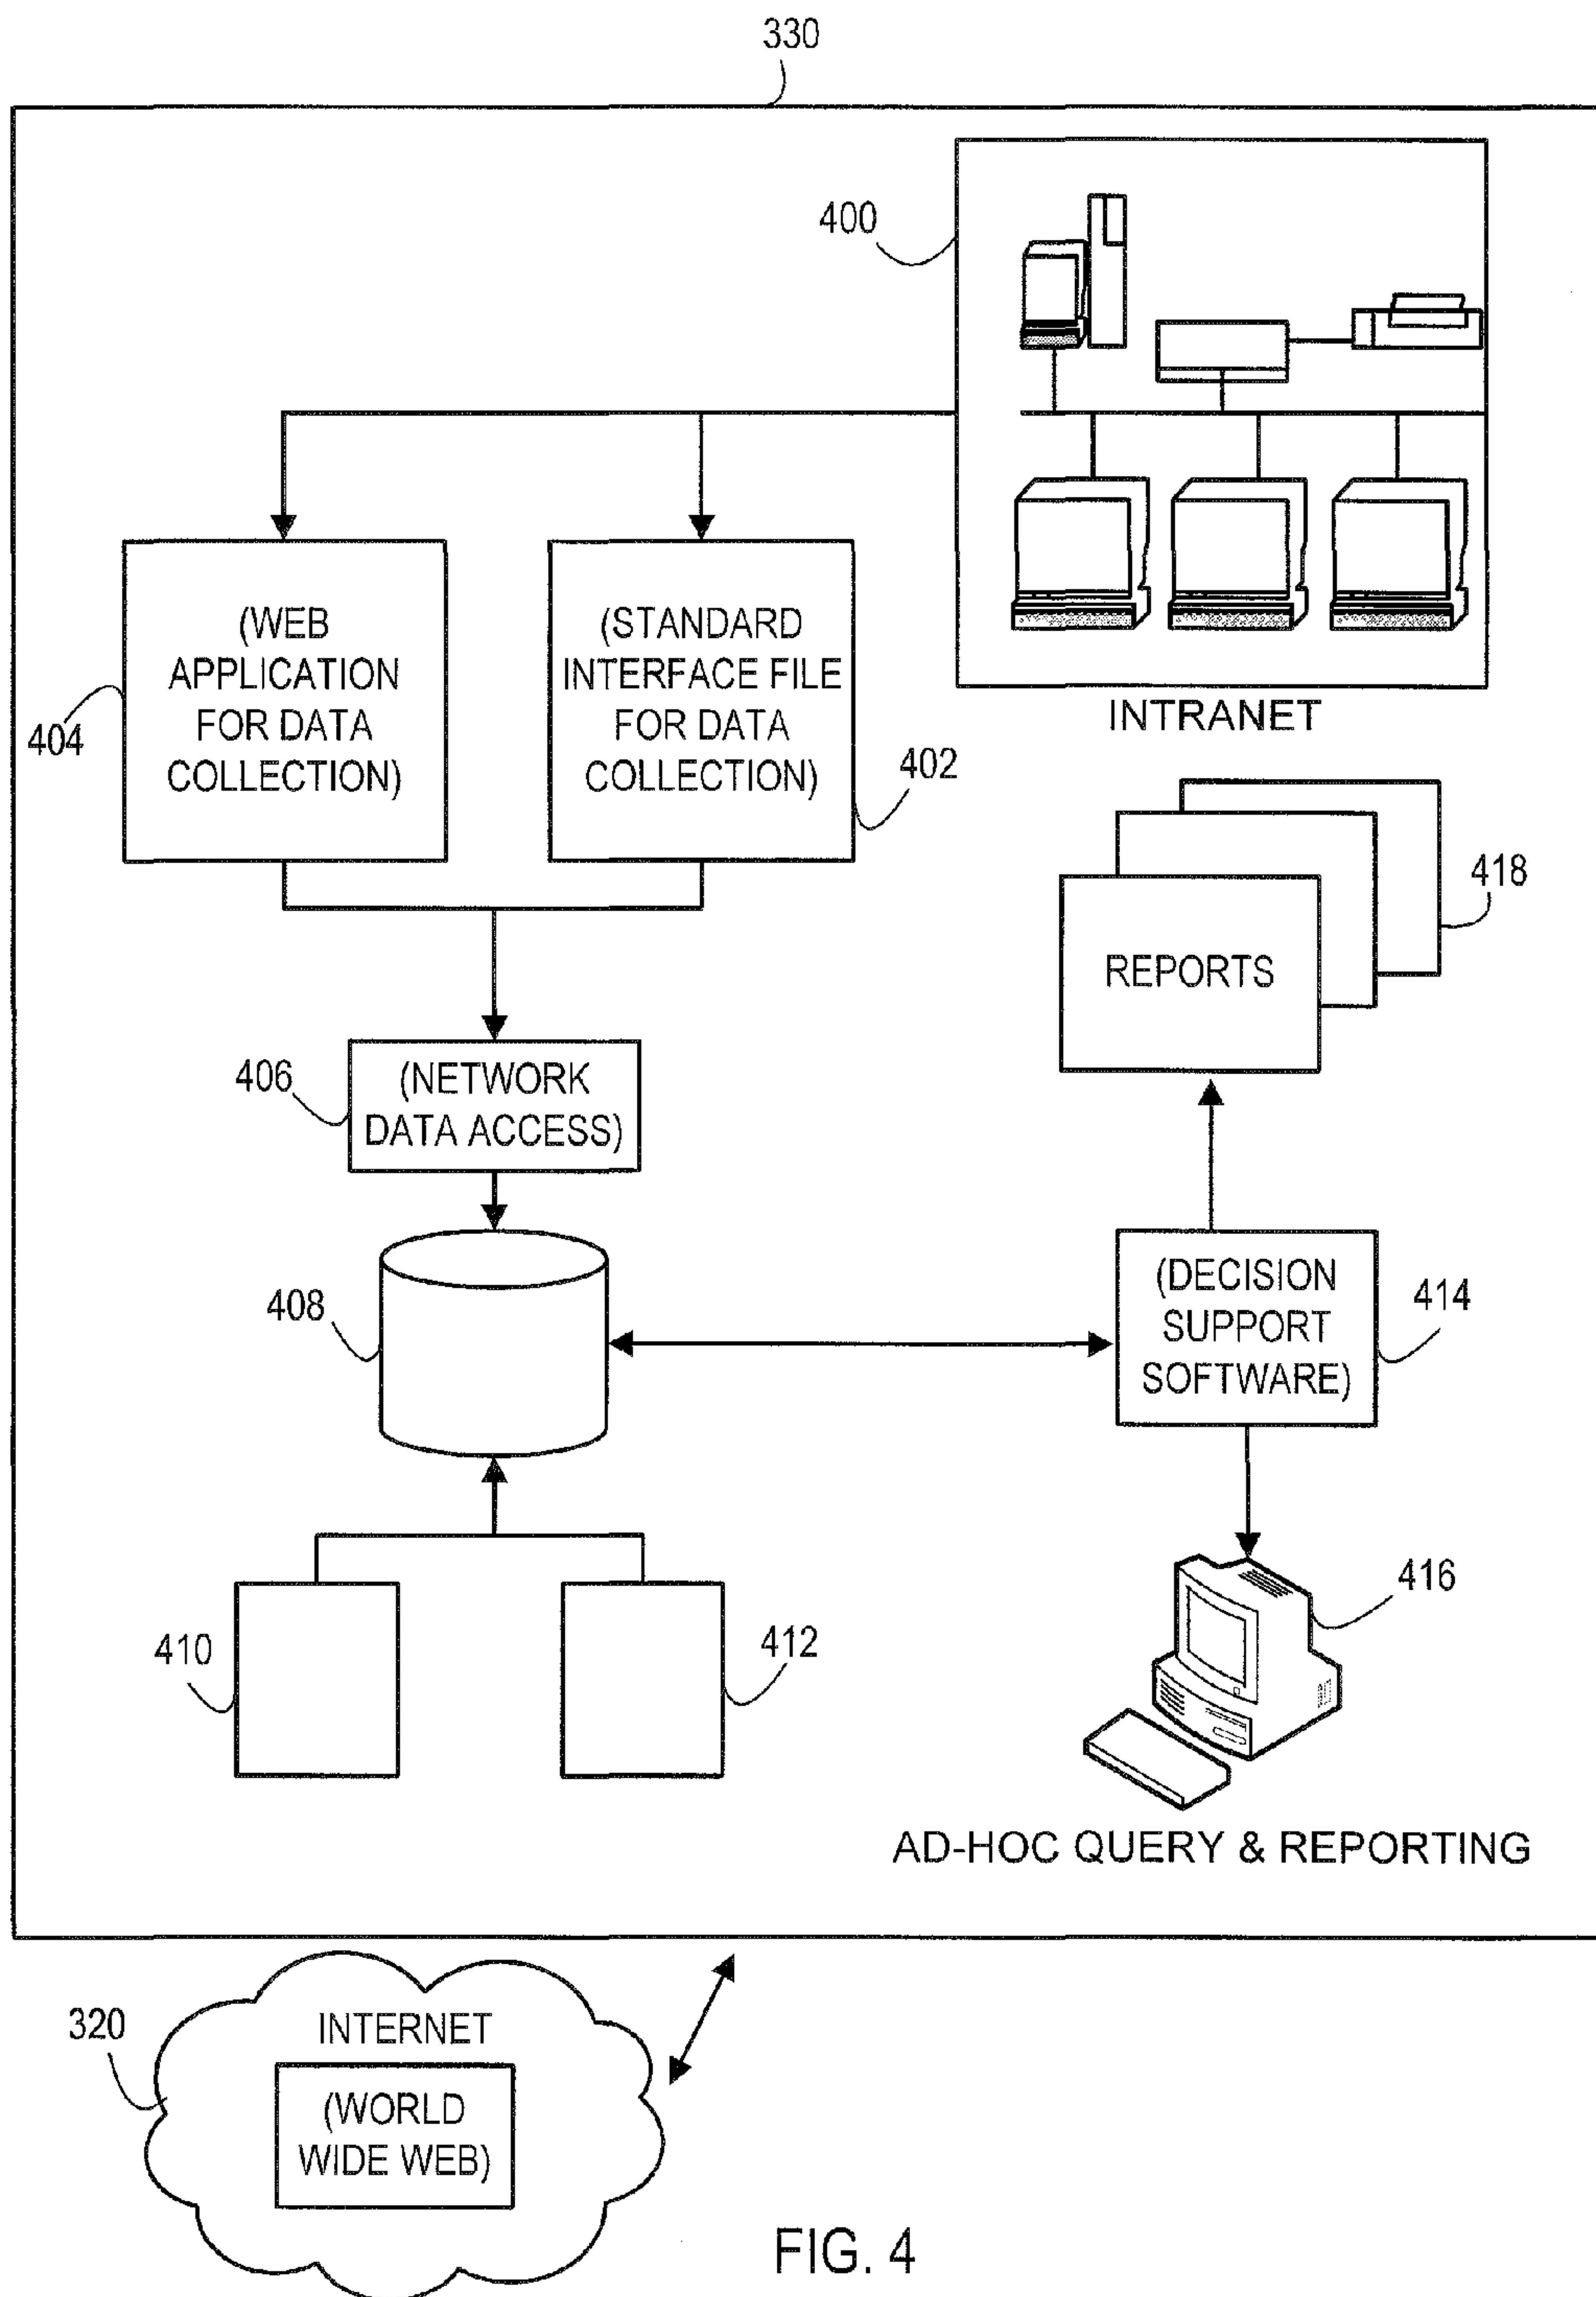 330
400
INTRANET
(WEB
APPLICATION
FOR DATA
COLLECTION)
404
(STANDARD
INTERFACE FILE
FOR DATA
COLLECTION)
402
418
REPORTS
406
(NETWORK
DATA ACCESS)
408
(DECISION
SUPPORT
SOFTWARE)
414
416
410
412
AD-HOC QUERY & REPORTING
320
INTERNET
(WORLD
WIDE WEB)
FIG. 4